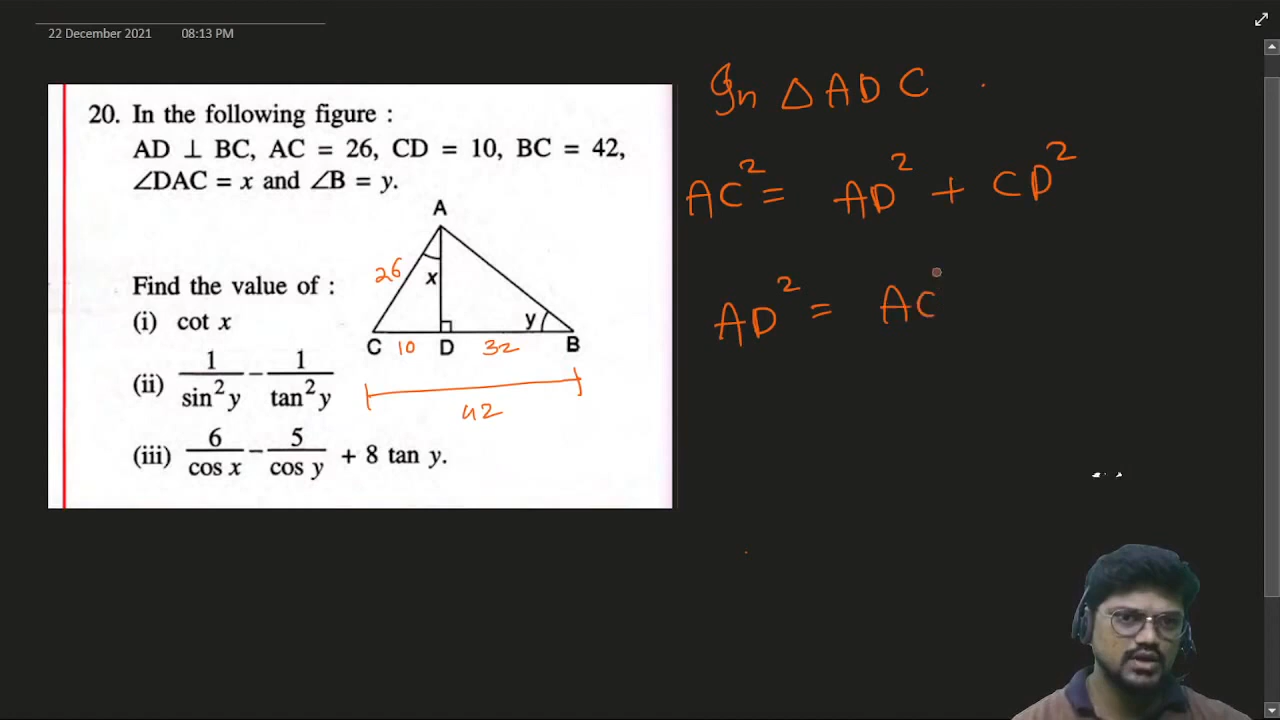 22 December 2021 08:13 PM
20. In the following figure :
AD ⊥ BC, AC = 26, CD = 10, BC = 42,
∠DAC = x and ∠B = y.
Find the value of :
(i) cot x
(ii) 1/sin²y − 1/tan²y
(iii) 6/cos x − 5/cos y + 8 tan y.
A
26
x
y
C 10 D 32 B
42
In △ADC
AC² = AD² + CD²
AD² = AC